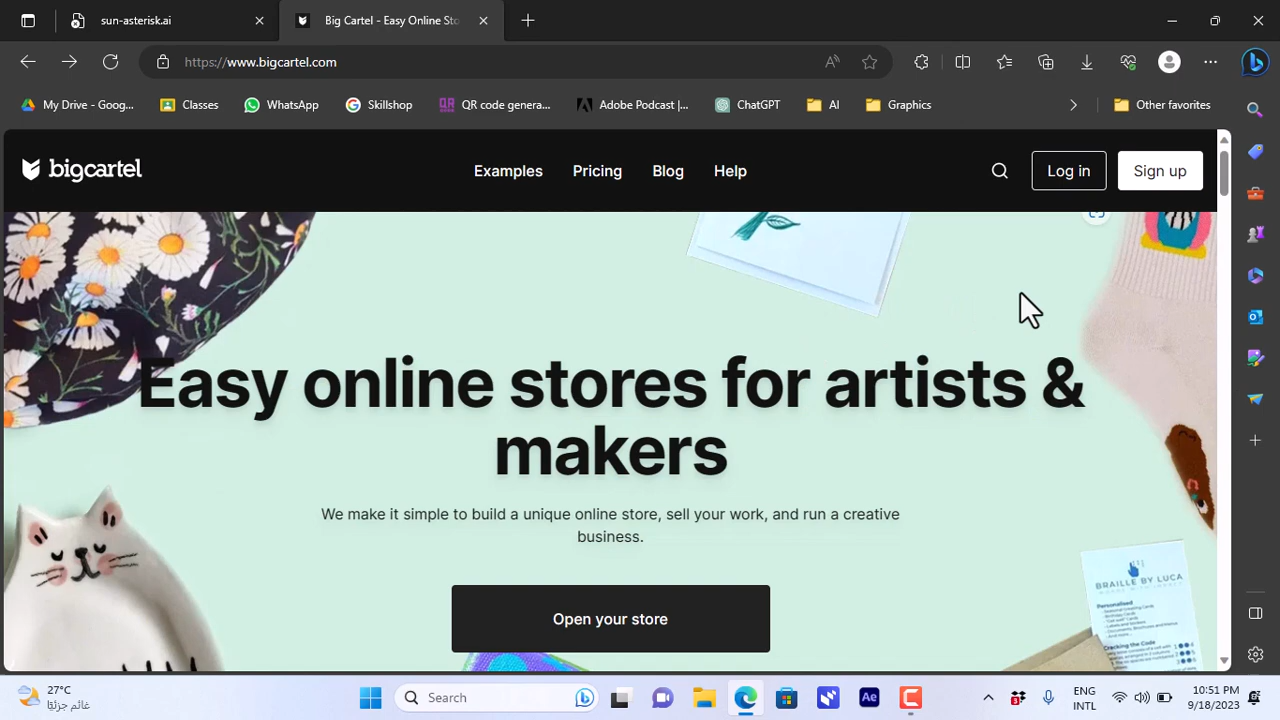 sun-asterisk.ai
Big Cartel - Easy Online Sto
https://www.bigcartel.com
My Drive - Goog...
Classes
WhatsApp
Skillshop
QR code genera...
Adobe Podcast |...
ChatGPT
AI
Graphics
Other favorites
bigcartel
Examples
Pricing
Blog
Help
Log in
Sign up
Easy online stores for artists &
makers
We make it simple to build a unique online store, sell your work, and run a creative
business.
Open your store
BRAILLE BY LUCA
Personalised
Cracking the Code
27°C
غائم جزئيًا
Search
ENG
INTL
10:51 PM
9/18/2023